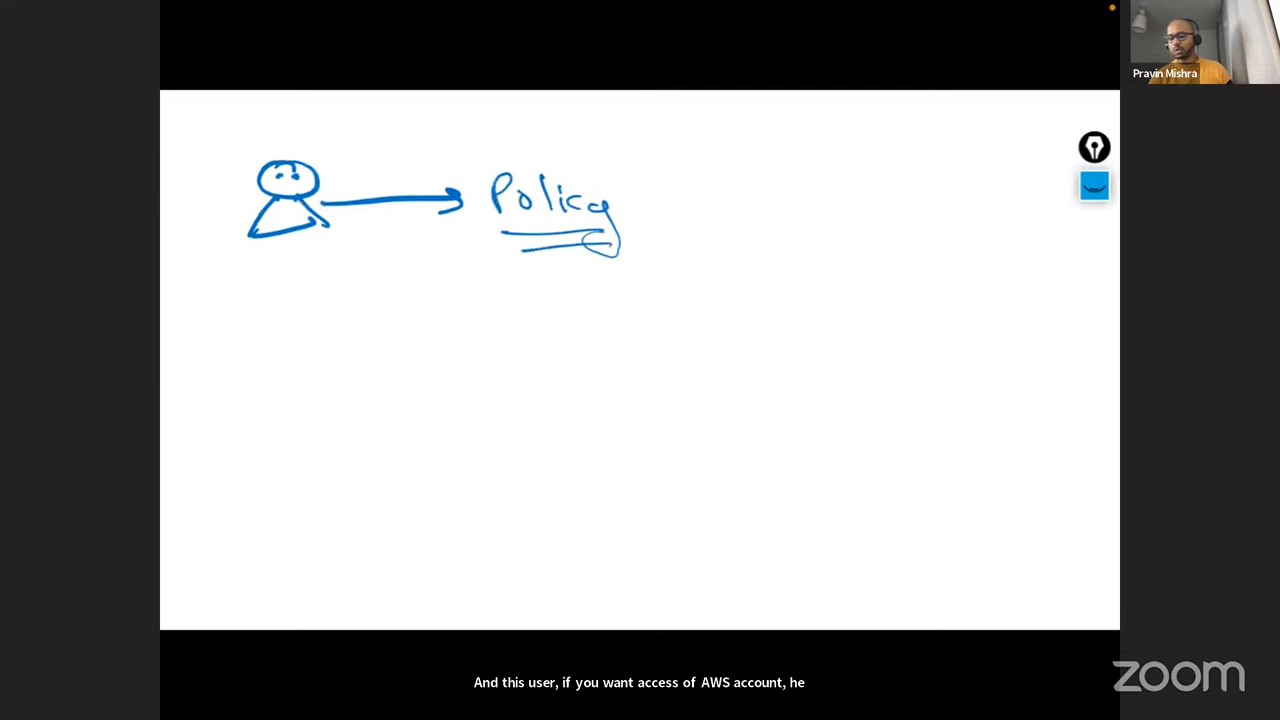 Pravin Mishra
Policy
And this user, if you want access of AWS account, he
zoom